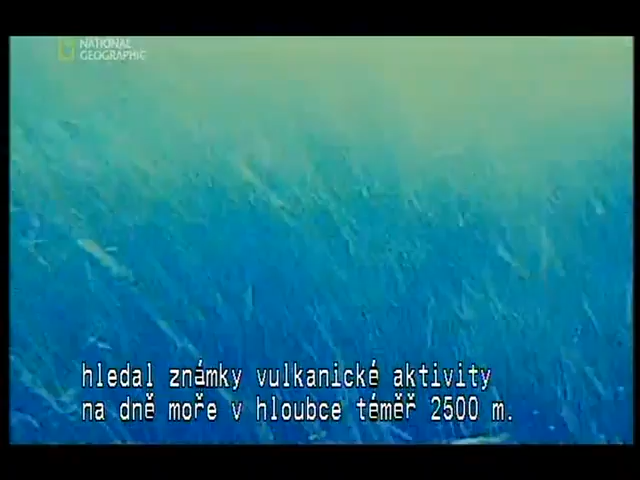 NATIONAL
GEOGRAPHIC
hledal známky vulkanické aktivity
na dně moře v hloubce téměř 2500 m.